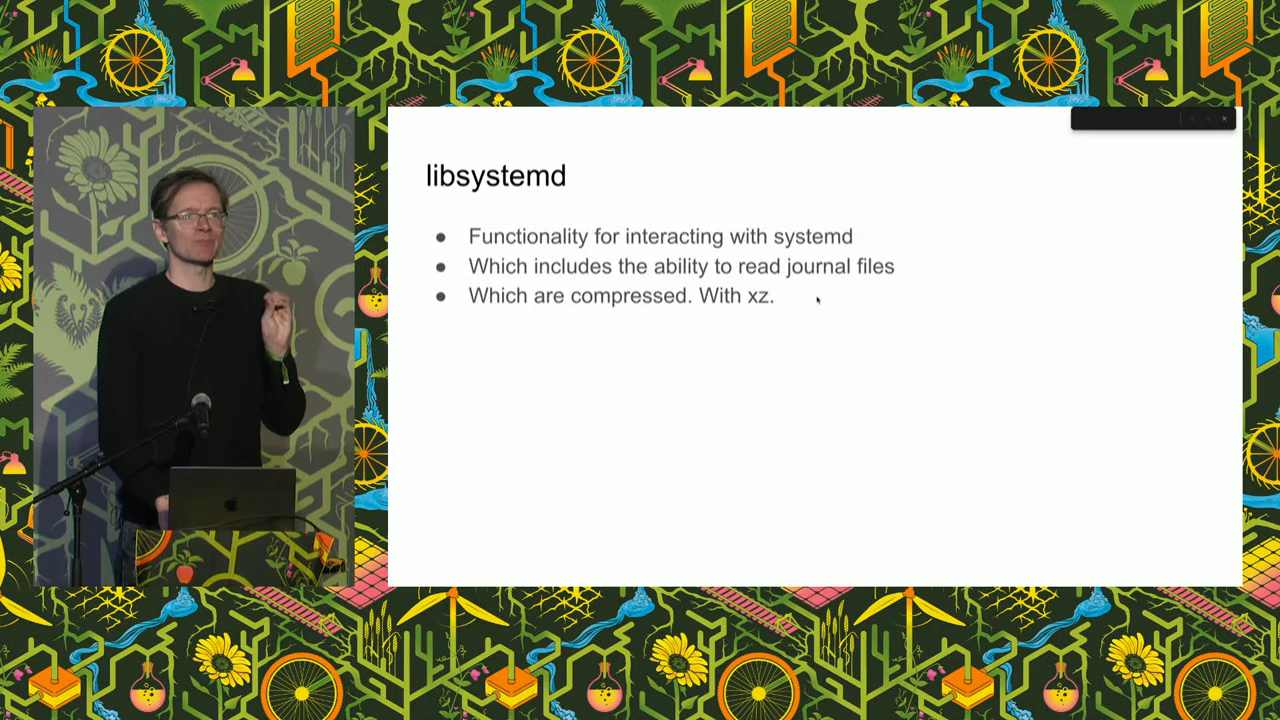 libsystemd
● Functionality for interacting with systemd
● Which includes the ability to read journal files
● Which are compressed. With xz.